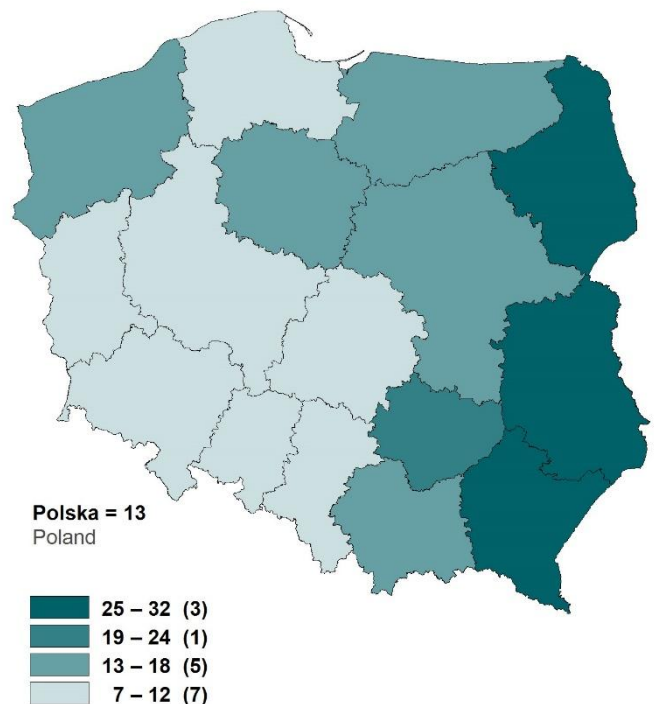 Polska = 13
Poland
25 – 32 (3)
19 – 24 (1)
13 – 18 (5)
7 – 12 (7)